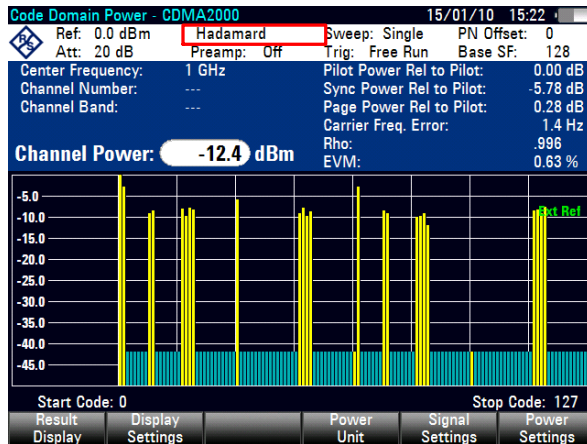 Code Domain Power - CDMA2000 15/01/10 15:22
Ref: 0.0 dBm Hadamard Sweep: Single PN Offset: 0
Att: 20 dB Preamp: Off Trig: Free Run Base SF: 128
Center Frequency: 1 GHz Pilot Power Rel to Pilot: 0.00 dB
Channel Number: --- Sync Power Rel to Pilot: -5.78 dB
Channel Band: --- Page Power Rel to Pilot: 0.28 dB
Carrier Freq. Error: 1.4 Hz
Rho: .996
Channel Power: -12.4 dBm EVM: 0.63 %
-5.0
Ext Ref
-10.0
-15.0
-20.0
-25.0
-30.0
-35.0
-40.0
-45.0
Start Code: 0 Stop Code: 127
Result Display Display Settings Power Unit Signal Settings Power Settings